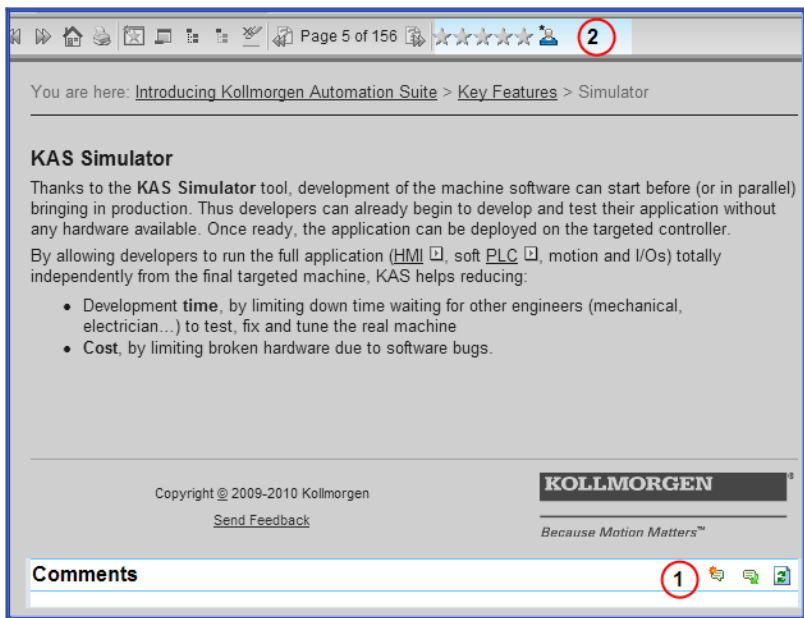 Page 5 of 156
2
You are here: Introducing Kollmorgen Automation Suite > Key Features > Simulator
KAS Simulator
Thanks to the KAS Simulator tool, development of the machine software can start before (or in parallel)
bringing in production. Thus developers can already begin to develop and test their application without
any hardware available. Once ready, the application can be deployed on the targeted controller.
By allowing developers to run the full application (HMI, soft PLC, motion and I/Os) totally
independently from the final targeted machine, KAS helps reducing:
• Development time, by limiting down time waiting for other engineers (mechanical,
electrician...) to test, fix and tune the real machine
• Cost, by limiting broken hardware due to software bugs.
Copyright © 2009-2010 Kollmorgen
Send Feedback
KOLLMORGEN®
Because Motion Matters™
Comments
1